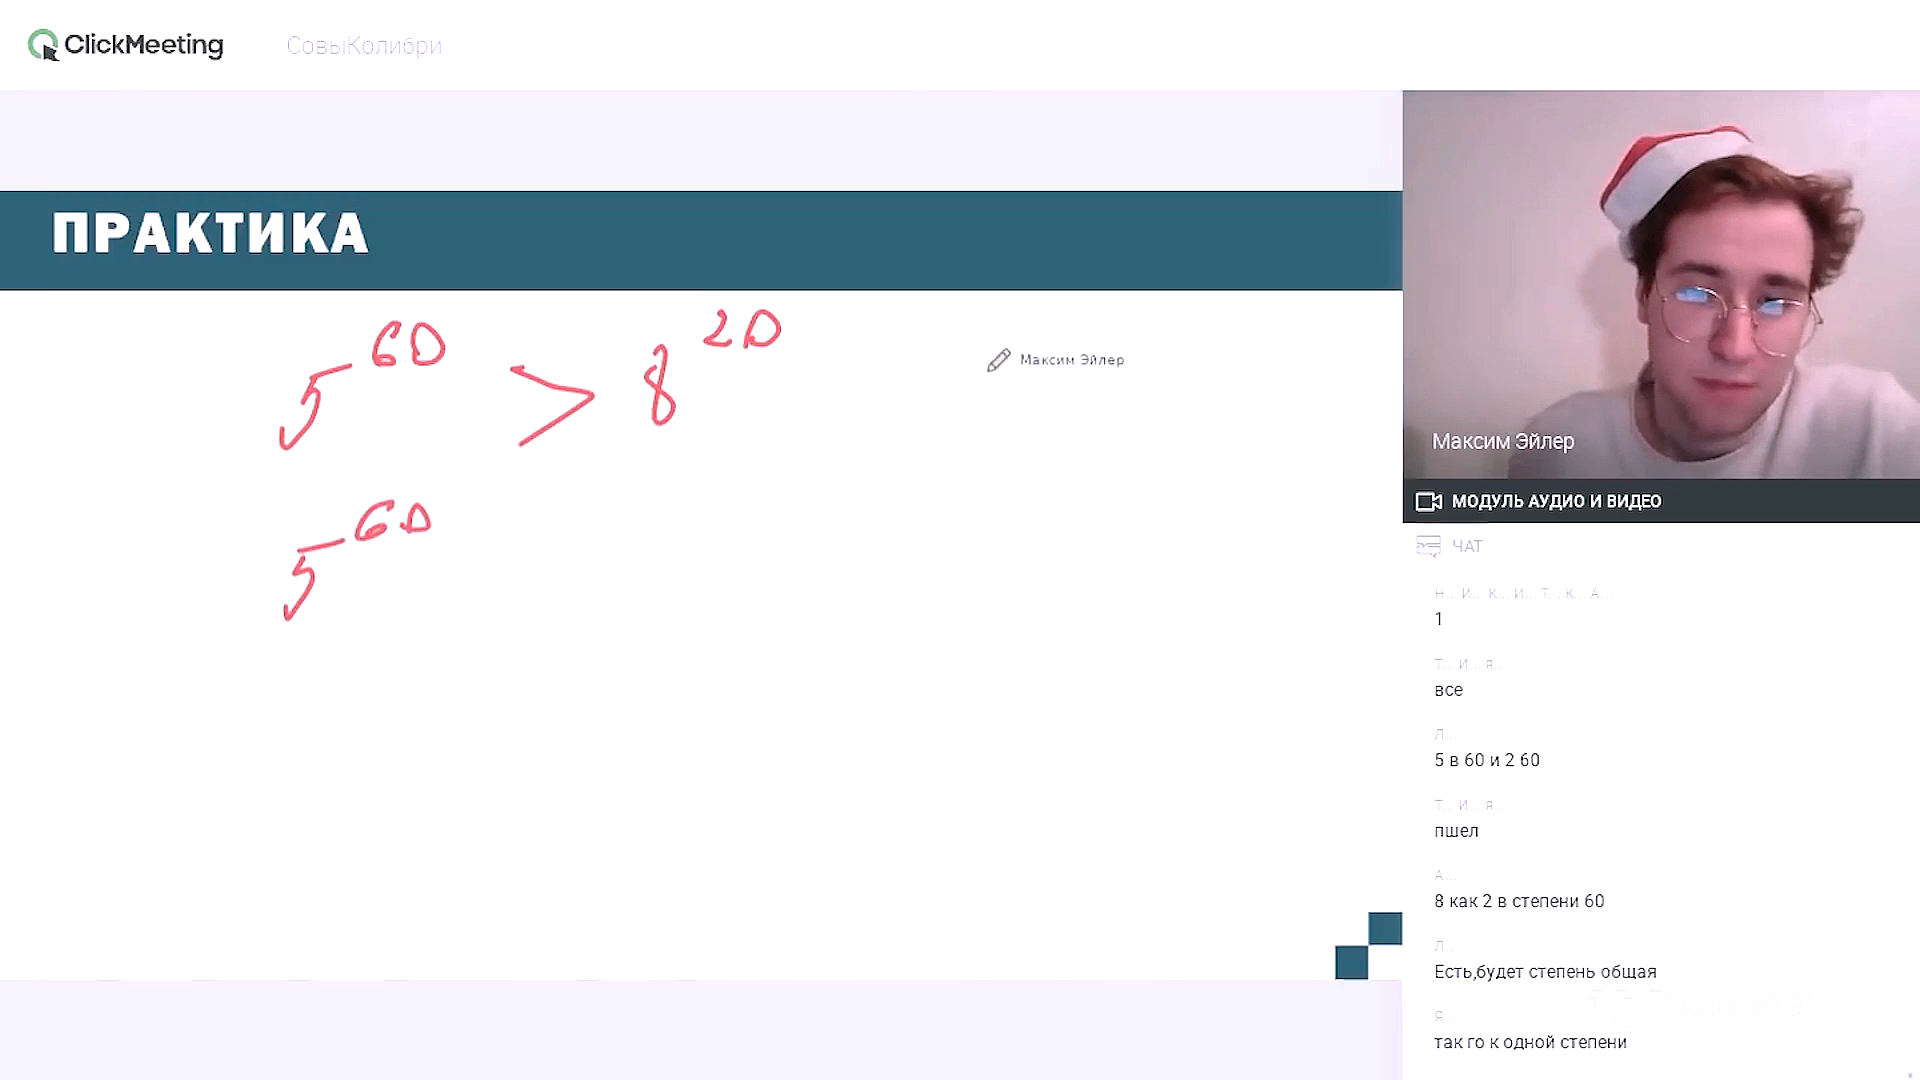 ClickMeeting СовыКолибри
ПРАКТИКА
5^60 > 8^20
Максим Эйлер
5^60
Максим Эйлер
МОДУЛЬ АУДИО И ВИДЕО
ЧАТ
Н... И... К... И... Т... К... А...
1
Т... И... я...
все
Л...
5 в 60 и 2 60
Т... И... я...
пшел
А...
8 как 2 в степени 60
Л...
Есть,будет степень общая
Я...
так го к одной степени